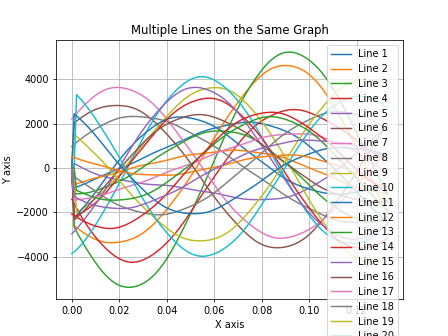 Multiple Lines on the Same Graph
Y axis
4000
2000
0
−2000
−4000
0.00
0.02
0.04
0.06
0.08
0.10
X axis
Line 1
Line 2
Line 3
Line 4
Line 5
Line 6
Line 7
Line 8
Line 9
Line 10
Line 11
Line 12
Line 13
Line 14
Line 15
Line 16
Line 17
Line 18
Line 19
Line 20